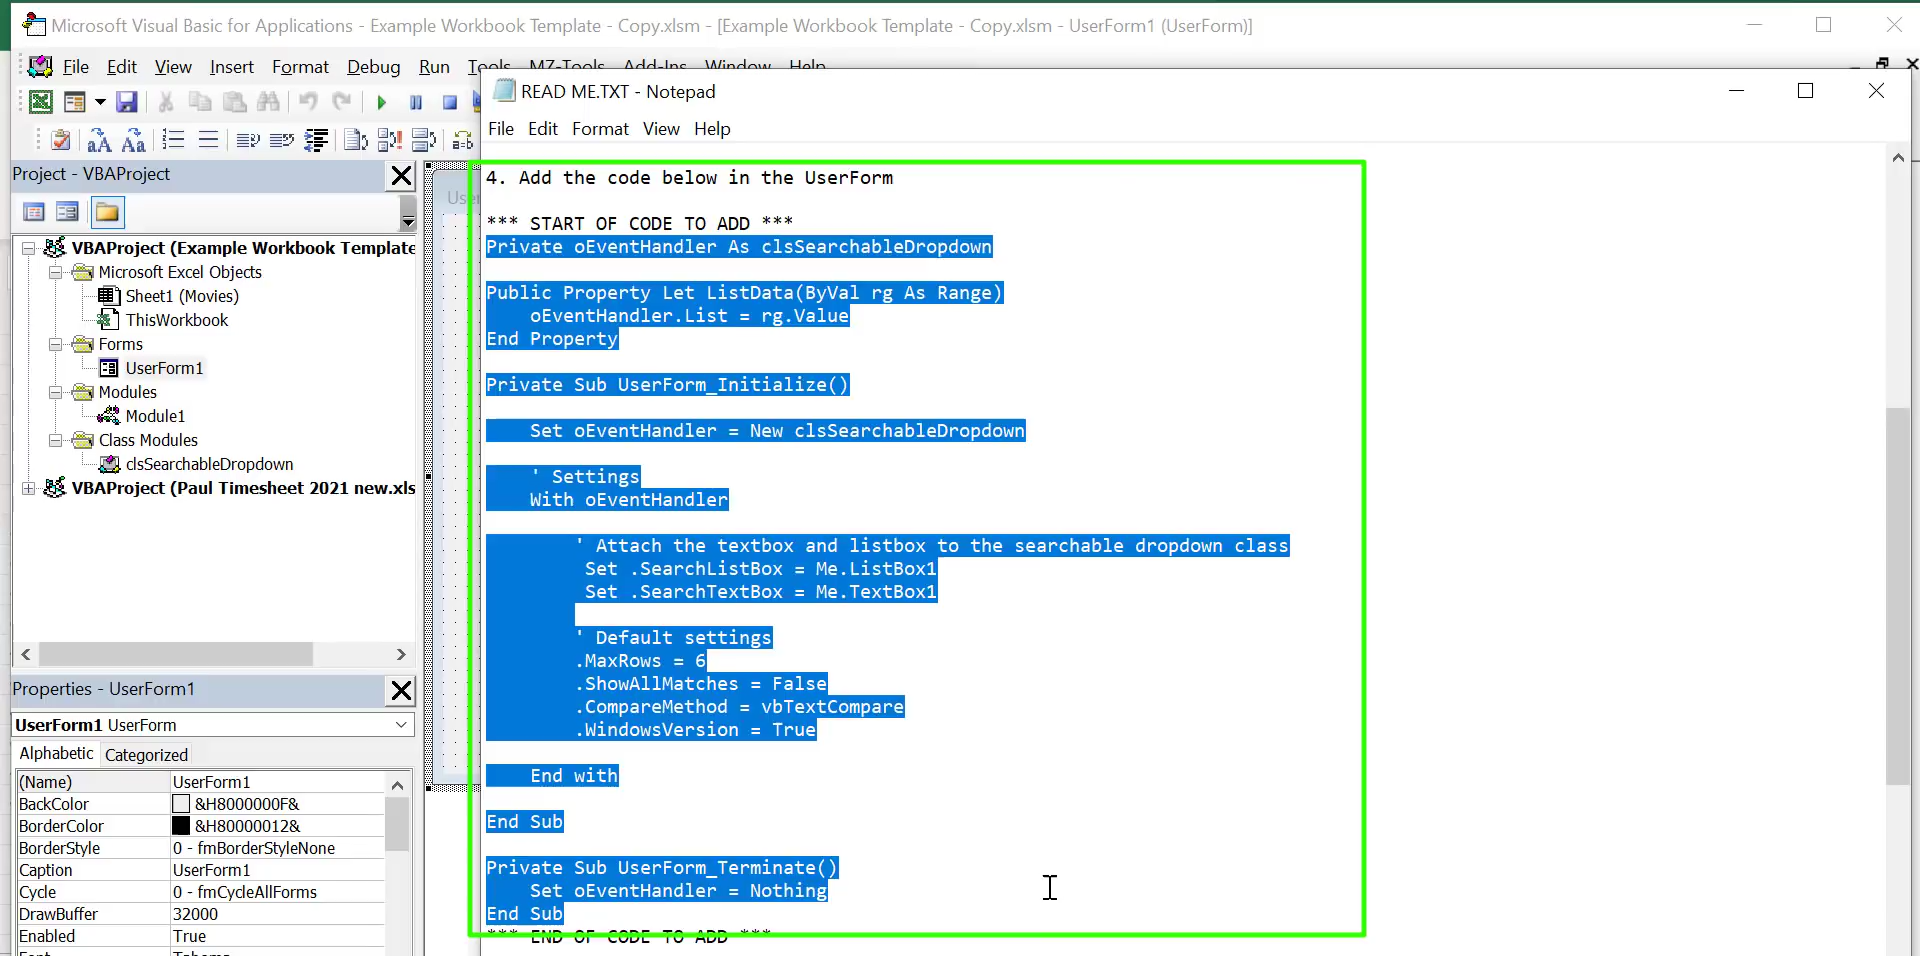 Microsoft Visual Basic for Applications - Example Workbook Template - Copy.xlsm - [Example Workbook Template - Copy.xlsm - UserForm1 (UserForm)]
File Edit View Insert Format Debug Run Tools MZ-Tools Add-Ins Window Help
READ ME.TXT - Notepad
File Edit Format View Help
Project - VBAProject
VBAProject (Example Workbook Template
Microsoft Excel Objects
Sheet1 (Movies)
ThisWorkbook
Forms
UserForm1
Modules
Module1
Class Modules
clsSearchableDropdown
VBAProject (Paul Timesheet 2021 new.xls
Properties - UserForm1
UserForm1 UserForm
Alphabetic Categorized
(Name) UserForm1
BackColor &H8000000F&
BorderColor &H80000012&
BorderStyle 0 - fmBorderStyleNone
Caption UserForm1
Cycle 0 - fmCycleAllForms
DrawBuffer 32000
Enabled True
4. Add the code below in the UserForm
*** START OF CODE TO ADD ***
Private oEventHandler As clsSearchableDropdown
Public Property Let ListData(ByVal rg As Range)
oEventHandler.List = rg.Value
End Property
Private Sub UserForm_Initialize()
Set oEventHandler = New clsSearchableDropdown
' Settings
With oEventHandler
' Attach the textbox and listbox to the searchable dropdown class
Set .SearchListBox = Me.ListBox1
Set .SearchTextBox = Me.TextBox1
' Default settings
.MaxRows = 6
.ShowAllMatches = False
.CompareMethod = vbTextCompare
.WindowsVersion = True
End with
End Sub
Private Sub UserForm_Terminate()
Set oEventHandler = Nothing
End Sub
*** END OF CODE TO ADD ***